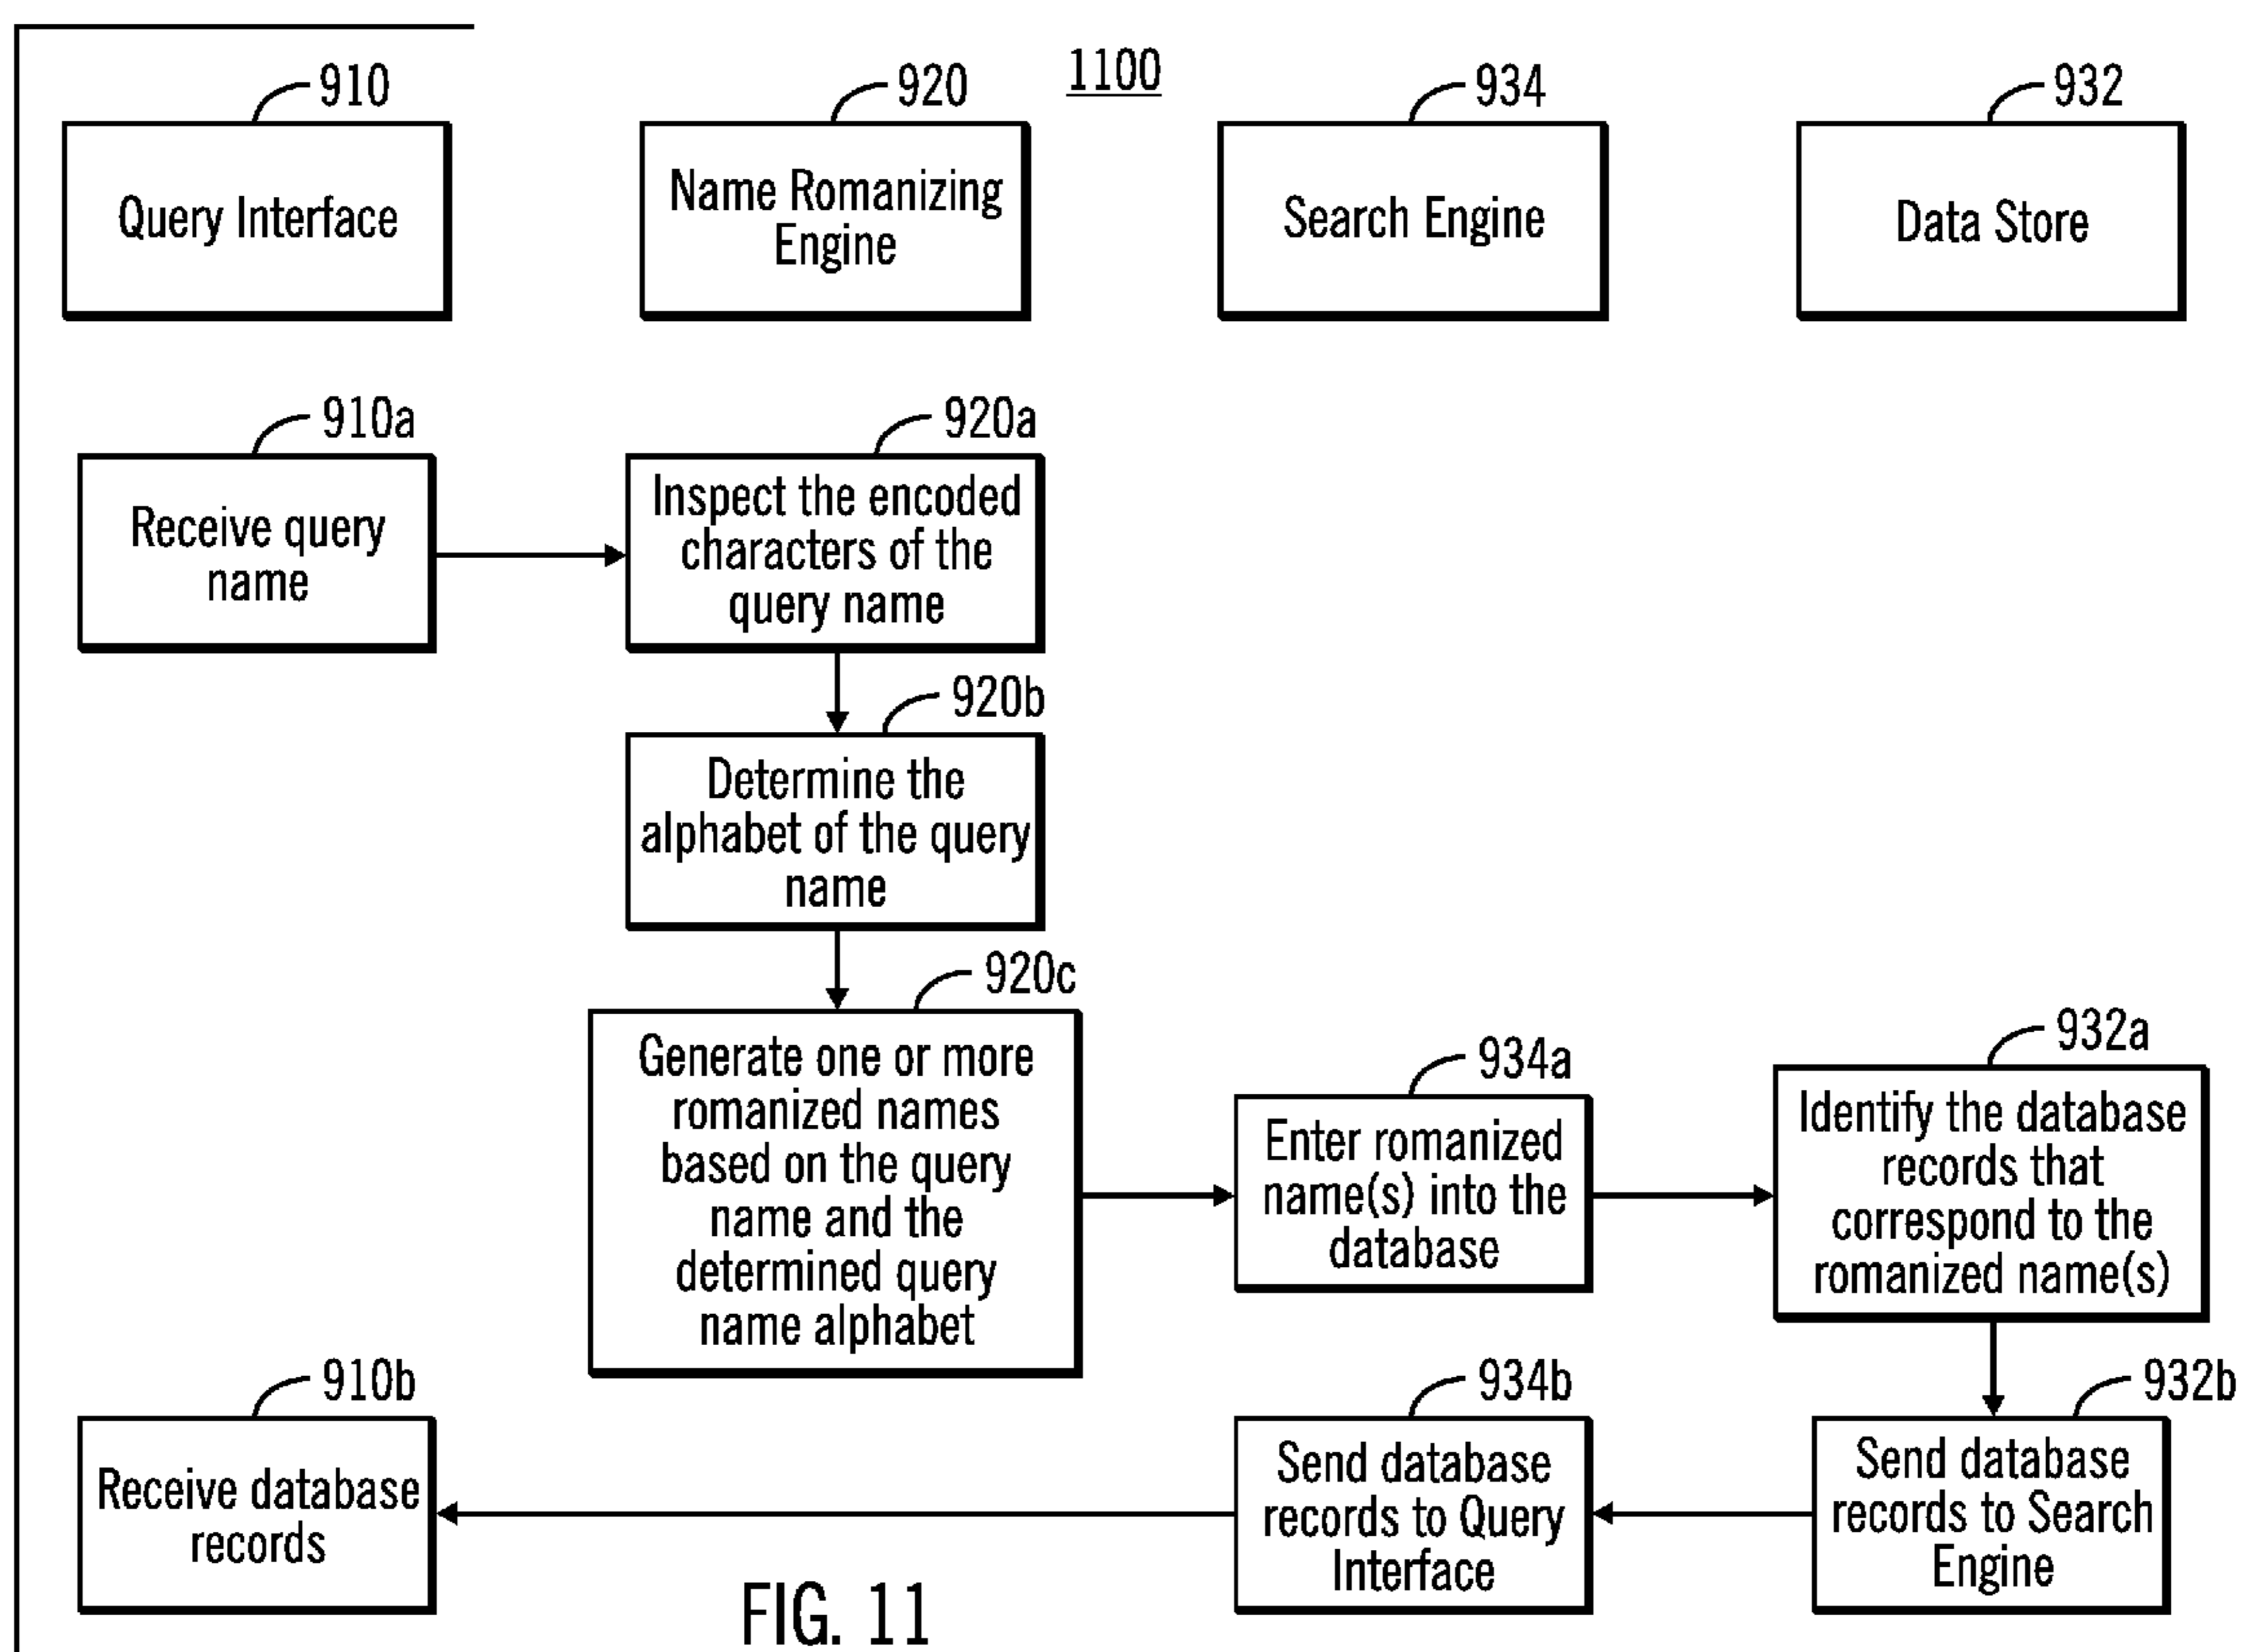 1100
910
920
934
932
Query Interface
Name Romanizing
Engine
Search Engine
Data Store
910a
Receive query
name
920a
Inspect the encoded
characters of the
query name
920b
Determine the
alphabet of the query
name
920c
Generate one or more
romanized names
based on the query
name and the
determined query
name alphabet
934a
Enter romanized
name(s) into the
database
932a
Identify the database
records that
correspond to the
romanized name(s)
932b
Send database
records to Search
Engine
934b
Send database
records to Query
Interface
910b
Receive database
records
FIG. 11